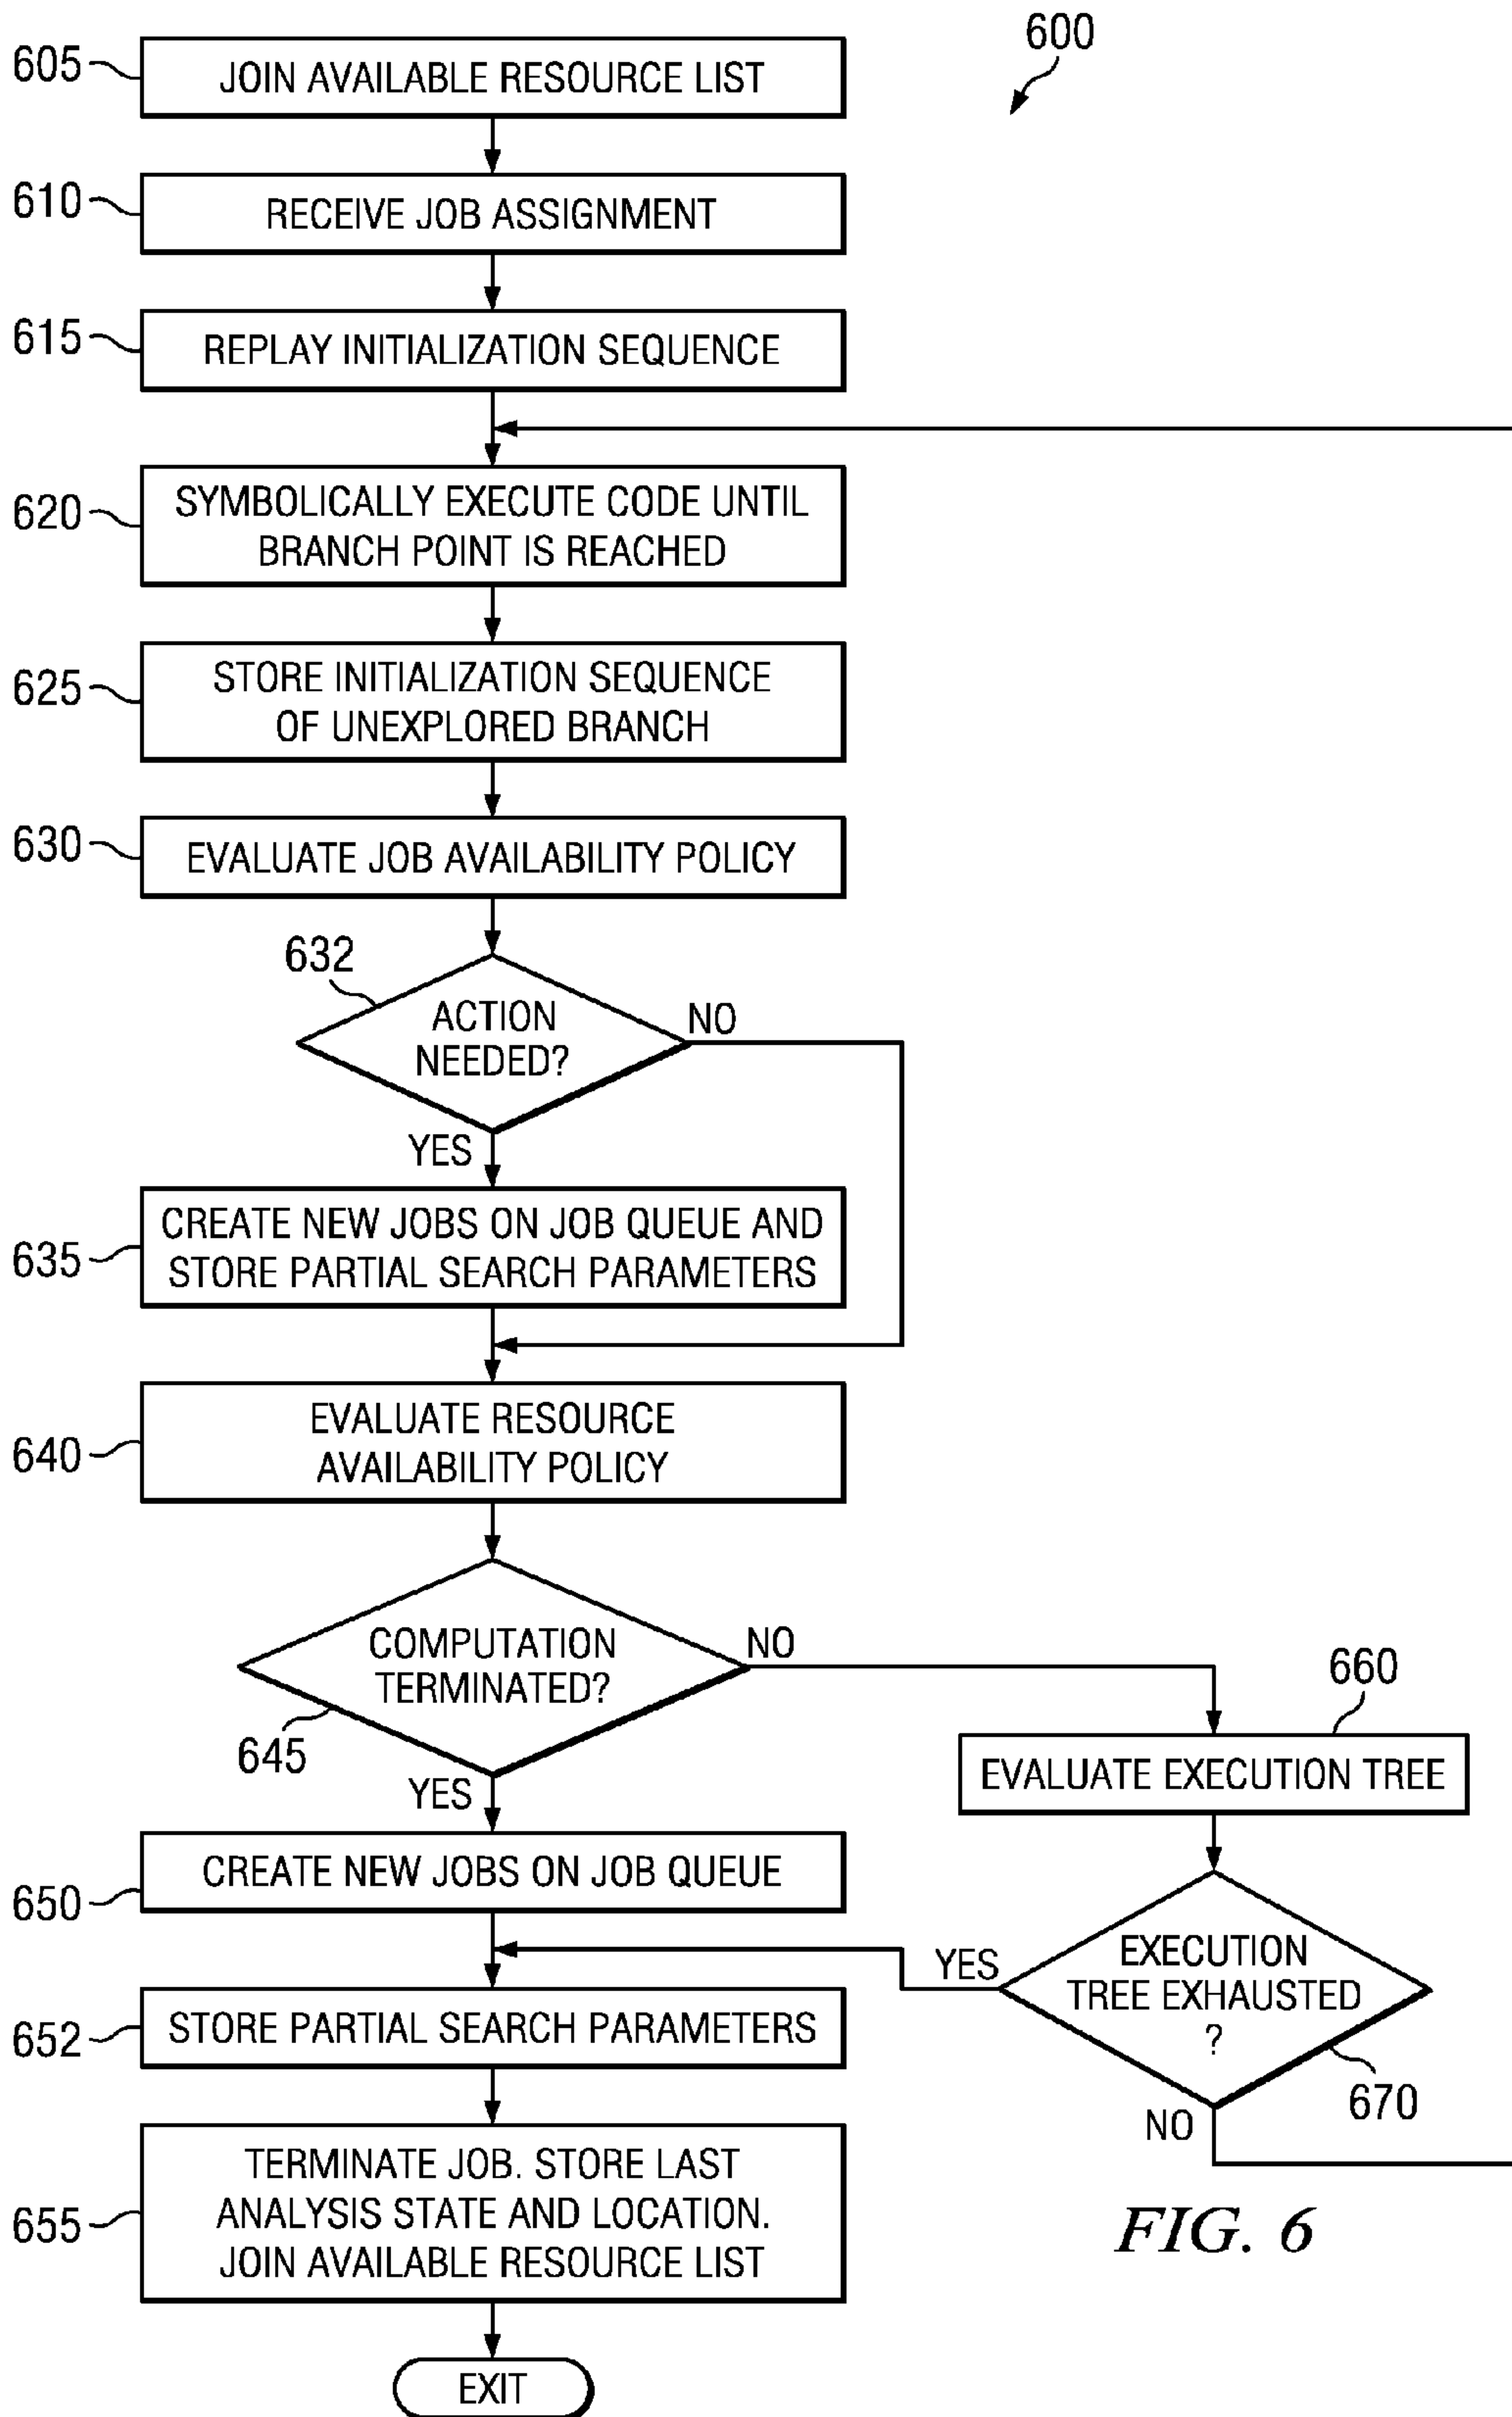 600
605
JOIN AVAILABLE RESOURCE LIST
610
RECEIVE JOB ASSIGNMENT
615
REPLAY INITIALIZATION SEQUENCE
620
SYMBOLICALLY EXECUTE CODE UNTIL
BRANCH POINT IS REACHED
625
STORE INITIALIZATION SEQUENCE
OF UNEXPLORED BRANCH
630
EVALUATE JOB AVAILABILITY POLICY
632
ACTION
NEEDED?
NO
YES
635
CREATE NEW JOBS ON JOB QUEUE AND
STORE PARTIAL SEARCH PARAMETERS
640
EVALUATE RESOURCE
AVAILABILITY POLICY
COMPUTATION
TERMINATED?
645
NO
YES
660
EVALUATE EXECUTION TREE
650
CREATE NEW JOBS ON JOB QUEUE
EXECUTION
TREE EXHAUSTED
?
YES
670
NO
652
STORE PARTIAL SEARCH PARAMETERS
655
TERMINATE JOB. STORE LAST
ANALYSIS STATE AND LOCATION.
JOIN AVAILABLE RESOURCE LIST
FIG. 6
EXIT